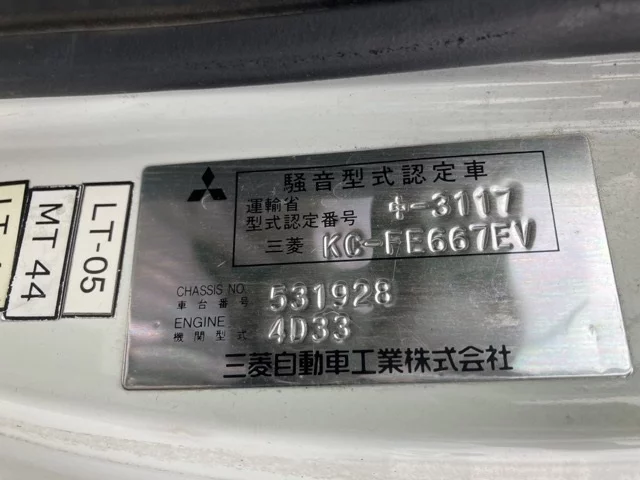 騒音型式認定車
運輸省
型式認定番号 キ-3117
三菱 KC-FE667EV
CHASSIS NO.
車台番号 531928
ENGINE
機関型式 4D33
三菱自動車工業株式会社
LT-05
MT 44